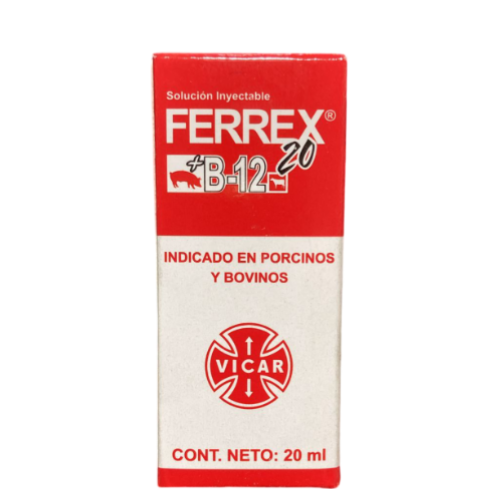 Solución Inyectable
FERREX®
20
+B-12
INDICADO EN PORCINOS
Y BOVINOS
VICAR
CONT. NETO: 20 ml